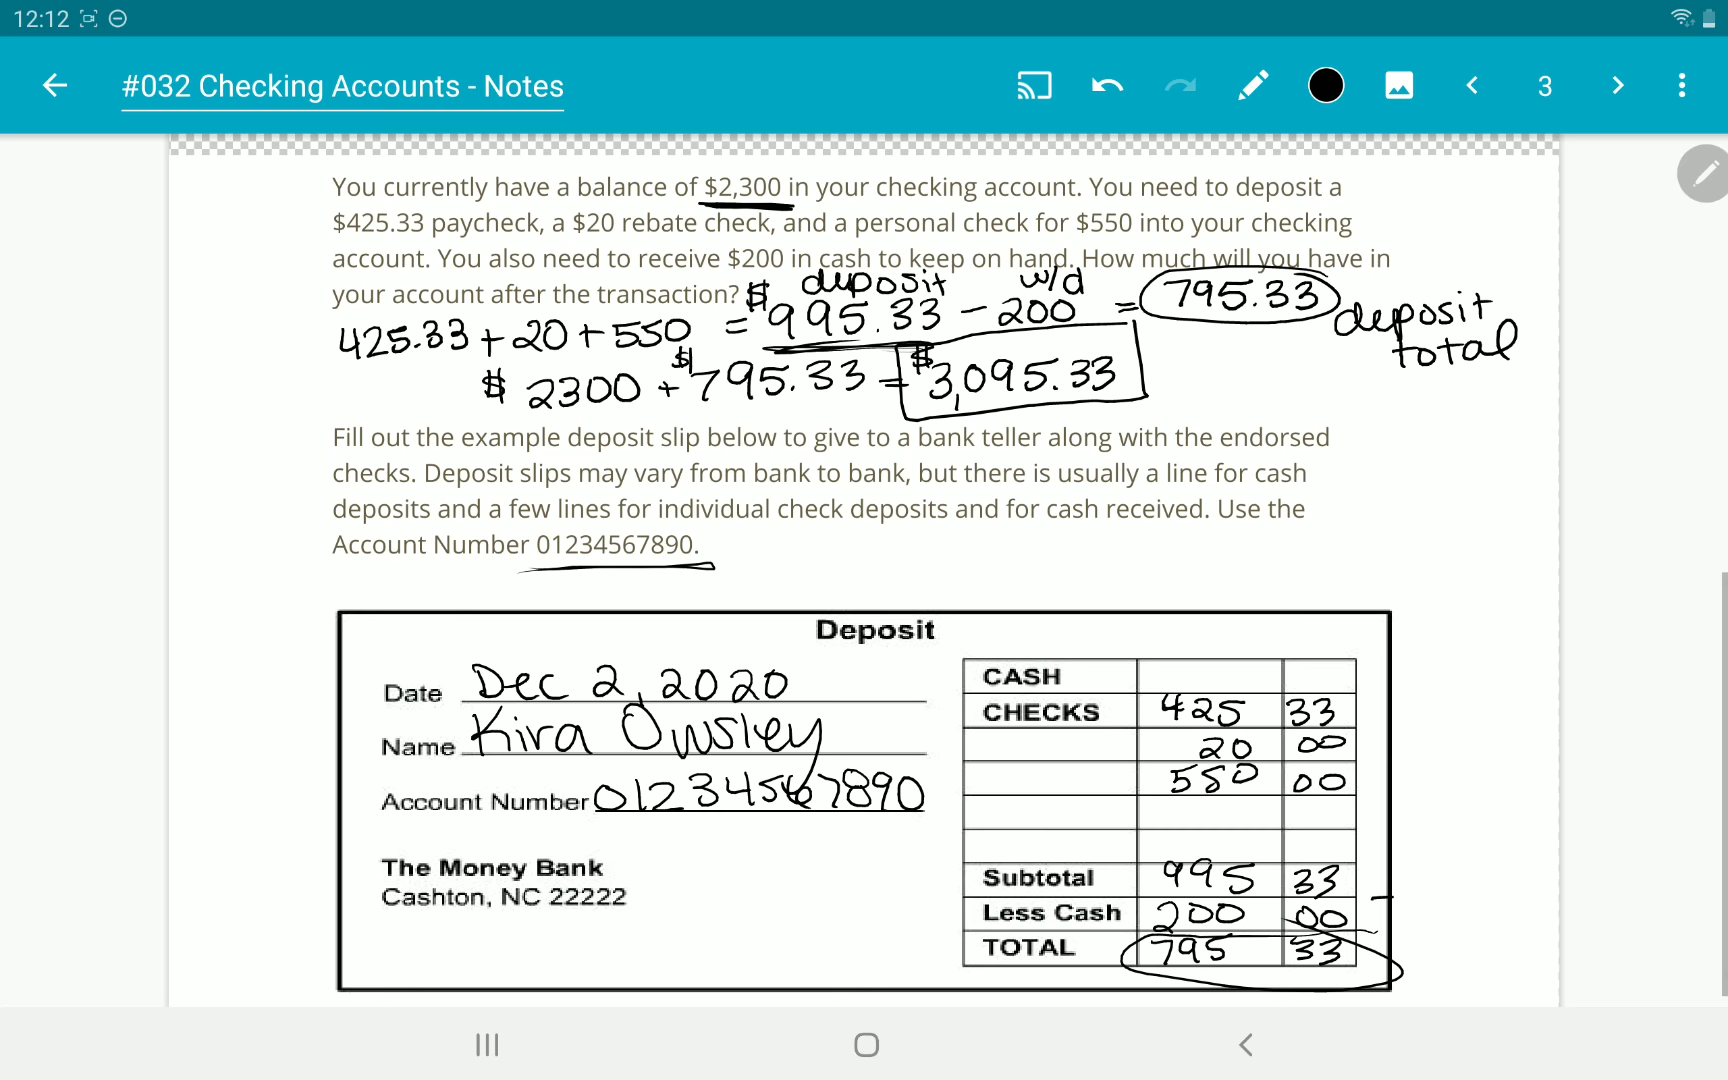 12:12
#032 Checking Accounts - Notes
3
You currently have a balance of $2,300 in your checking account. You need to deposit a
$425.33 paycheck, a $20 rebate check, and a personal check for $550 into your checking
account. You also need to receive $200 in cash to keep on hand. How much will you have in
your account after the transaction?
deposit w/d
425.33 + 20 + 550 = $995.33 - 200 = 795.33 deposit total
$ 2300 + $795.33 = $3,095.33
Fill out the example deposit slip below to give to a bank teller along with the endorsed
checks. Deposit slips may vary from bank to bank, but there is usually a line for cash
deposits and a few lines for individual check deposits and for cash received. Use the
Account Number 01234567890.
Deposit
Date Dec 2, 2020
Name Kira Owsley
Account Number 01234567890
The Money Bank
Cashton, NC 22222
CASH
CHECKS 425 33
20 00
550 00
Subtotal 995 33
Less Cash 200 00 -
TOTAL 795 33